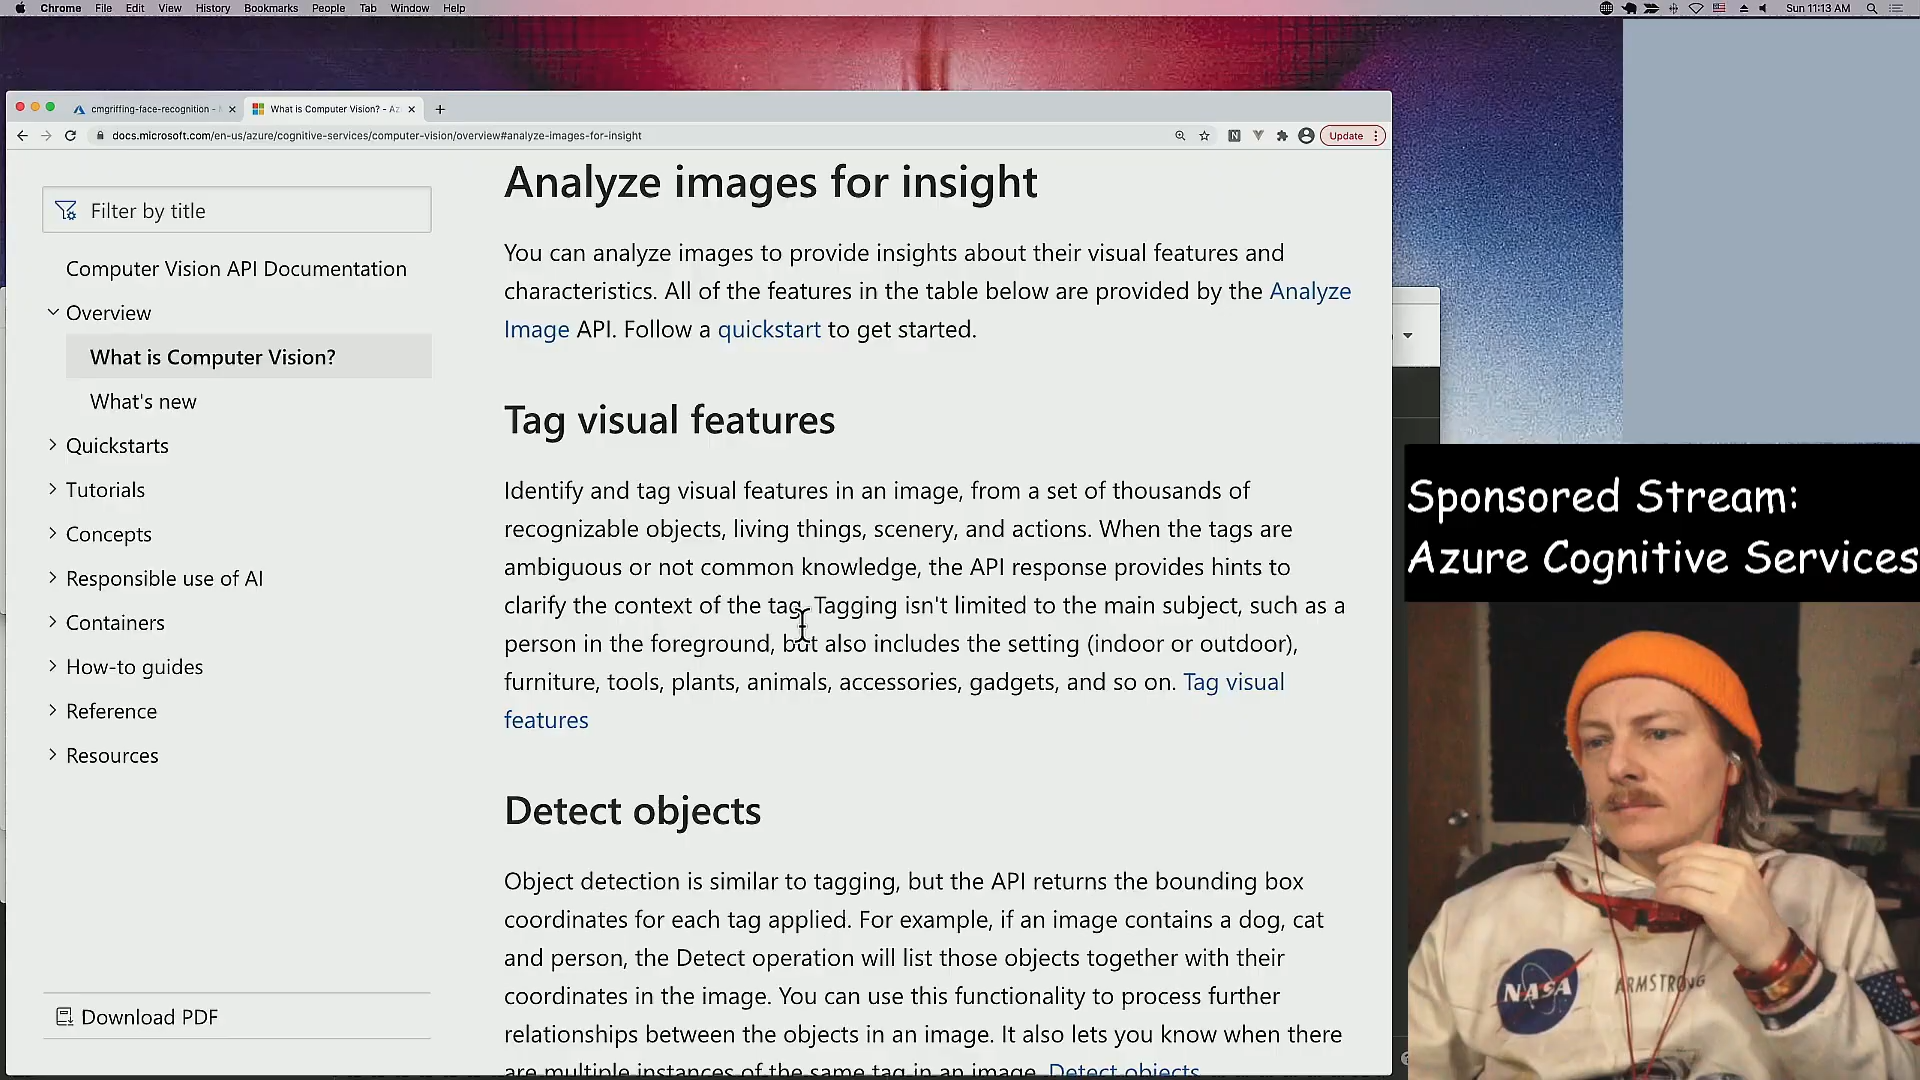 Chrome File Edit View History Bookmarks People Tab Window Help
Sun 11:13 AM
cmgriffing-face-recognition -
What is Computer Vision? - Az
docs.microsoft.com/en-us/azure/cognitive-services/computer-vision/overview#analyze-images-for-insight
Update
Filter by title
Computer Vision API Documentation
Overview
What is Computer Vision?
What's new
Quickstarts
Tutorials
Concepts
Responsible use of AI
Containers
How-to guides
Reference
Resources
Download PDF
Analyze images for insight
You can analyze images to provide insights about their visual features and
characteristics. All of the features in the table below are provided by the Analyze
Image API. Follow a quickstart to get started.
Tag visual features
Identify and tag visual features in an image, from a set of thousands of
recognizable objects, living things, scenery, and actions. When the tags are
ambiguous or not common knowledge, the API response provides hints to
clarify the context of the tag. Tagging isn't limited to the main subject, such as a
person in the foreground, but also includes the setting (indoor or outdoor),
furniture, tools, plants, animals, accessories, gadgets, and so on. Tag visual
features
Detect objects
Object detection is similar to tagging, but the API returns the bounding box
coordinates for each tag applied. For example, if an image contains a dog, cat
and person, the Detect operation will list those objects together with their
coordinates in the image. You can use this functionality to process further
relationships between the objects in an image. It also lets you know when there
are multiple instances of the same tag in an image. Detect objects
Sponsored Stream:
Azure Cognitive Services
NASA
ARMSTRONG